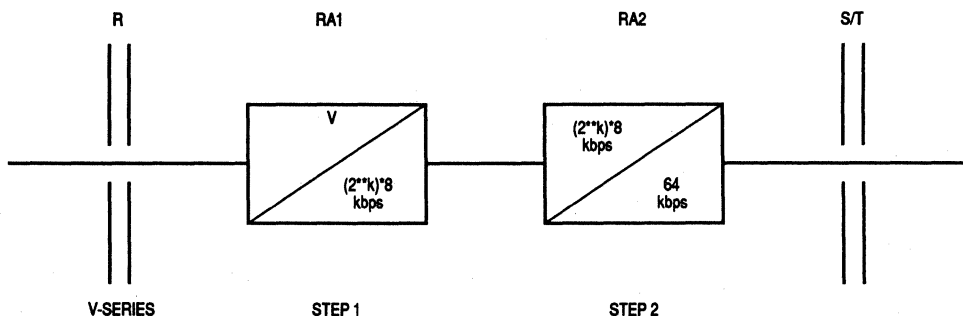 R
RA1
RA2
S/T
V
(2**k)*8
kbps
(2**k)*8
kbps
64
kbps
V-SERIES
STEP 1
STEP 2